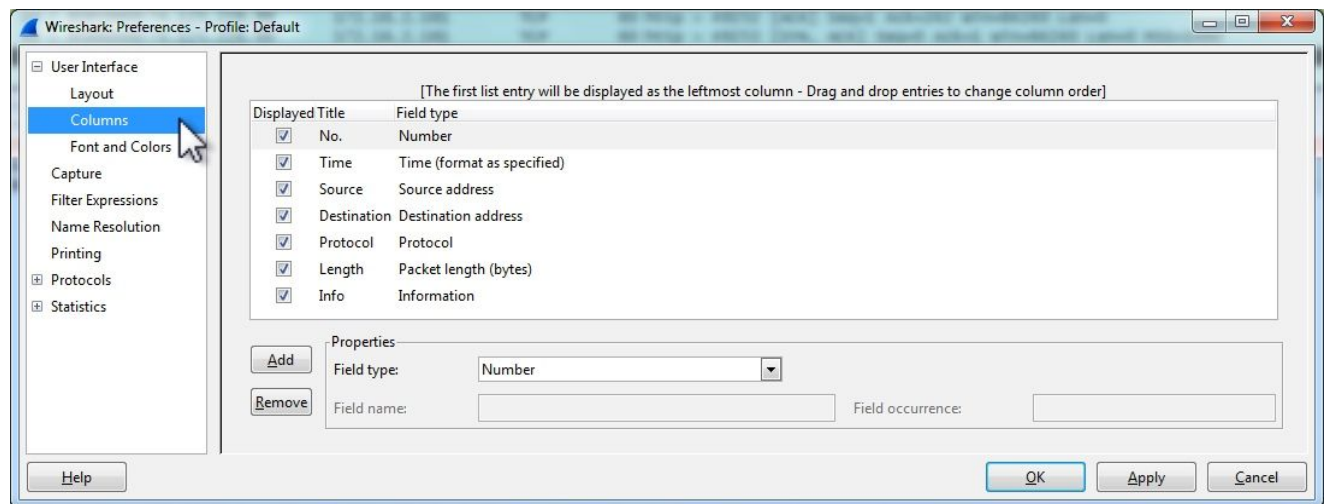 Wireshark: Preferences - Profile: Default
User Interface
Layout
Columns
Font and Colors
Capture
Filter Expressions
Name Resolution
Printing
Protocols
Statistics
[The first list entry will be displayed as the leftmost column - Drag and drop entries to change column order]
Displayed Title Field type
No. Number
Time Time (format as specified)
Source Source address
Destination Destination address
Protocol Protocol
Length Packet length (bytes)
Info Information
Add
Remove
Properties
Field type: Number
Field name: Field occurrence:
Help OK Apply Cancel